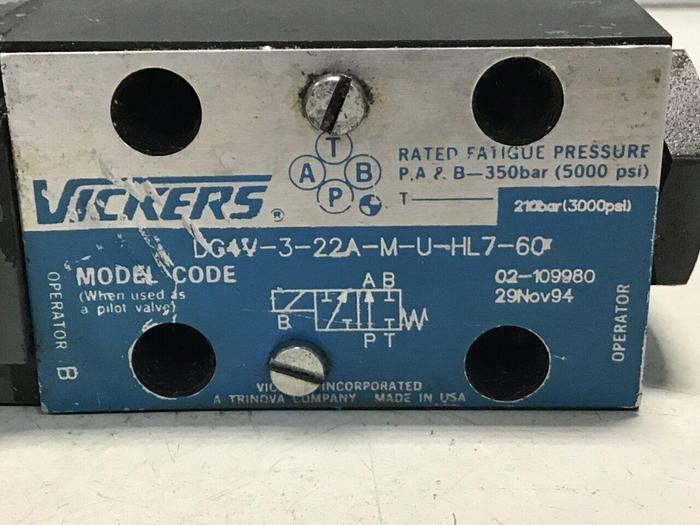 T
A B
P
RATED FATIGUE PRESSURE
P,A & B-350bar (5000 psi)
T
210bar(3000psi)
VICKERS ®
DG4V-3-22A-M-U-HL7-60
MODEL CODE
(When used as
a pilot valve)
02-109980
29Nov94
OPERATOR B
A B
B
P T
OPERATOR
INCORPORATED
A TRINOVA COMPANY MADE IN USA